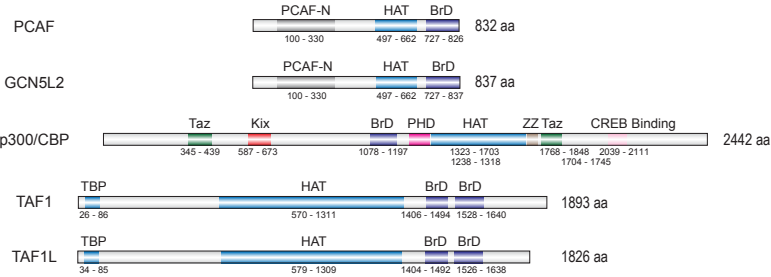 PCAF-N HAT BrD
PCAF 832 aa
100 - 330 497 - 662 727 - 826
PCAF-N HAT BrD
GCN5L2 837 aa
100 - 330 497 - 662 727 - 837
Taz Kix BrD PHD HAT ZZ Taz CREB Binding
p300/CBP 2442 aa
345 - 439 587 - 673 1078 - 1197 1323 - 1703 1768 - 1848 2039 - 2111
1238 - 1318 1704 - 1745
TBP HAT BrD BrD
TAF1 1893 aa
26 - 86 570 - 1311 1406 - 1494 1528 - 1640
TBP HAT BrD BrD
TAF1L 1826 aa
34 - 85 579 - 1309 1404 - 1492 1526 - 1638